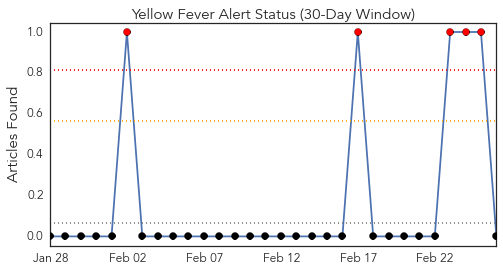 Yellow Fever Alert Status (30-Day Window)
Articles Found
1.0
0.8
0.6
0.4
0.2
0.0
Jan 28
Feb 02
Feb 07
Feb 12
Feb 17
Feb 22